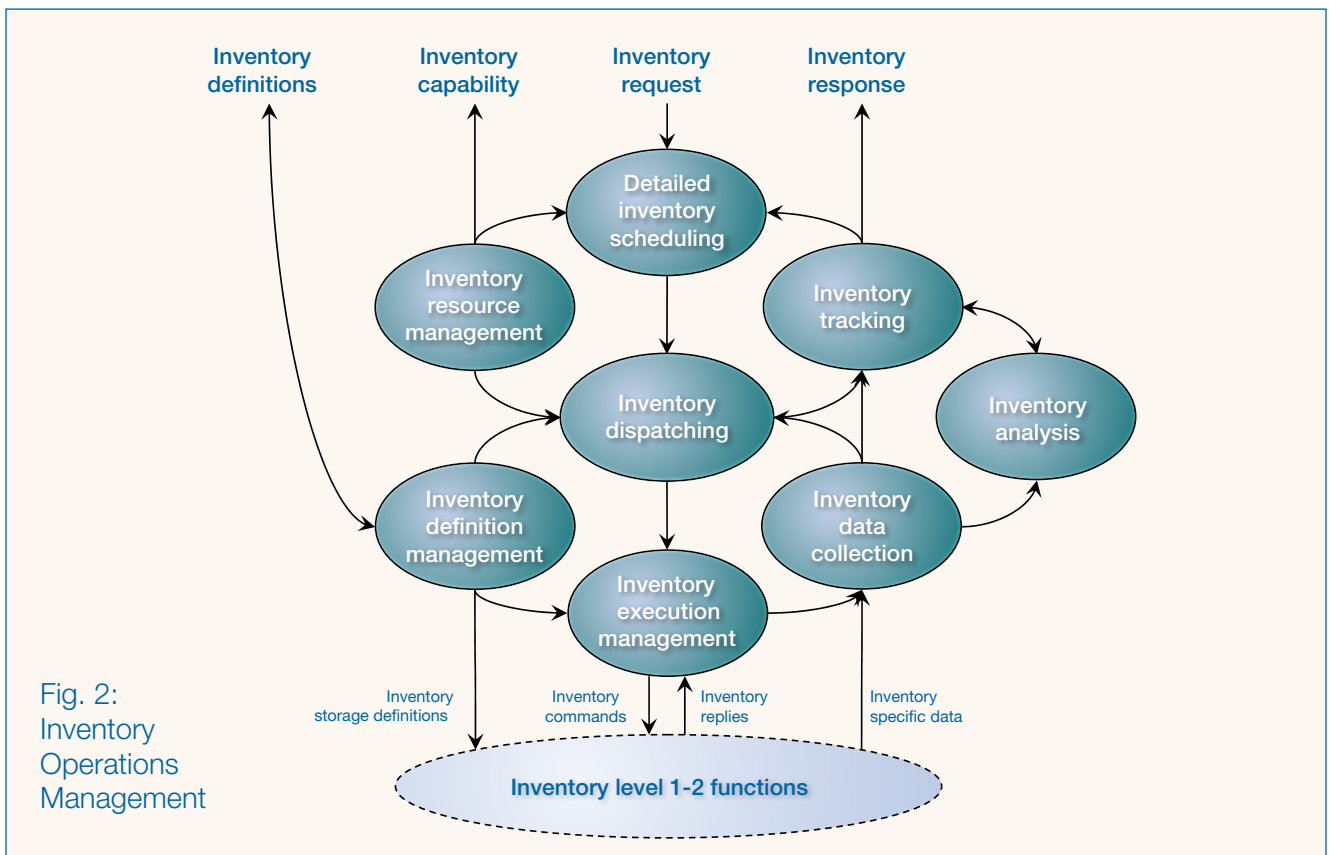 Inventory
definitions
Inventory
capability
Inventory
request
Inventory
response
Detailed
inventory
scheduling
Inventory
resource
management
Inventory
tracking
Inventory
dispatching
Inventory
analysis
Inventory
definition
management
Inventory
data
collection
Inventory
execution
management
Inventory
storage definitions
Inventory
commands
Inventory
replies
Inventory
specific data
Fig. 2:
Inventory
Operations
Management
Inventory level 1-2 functions